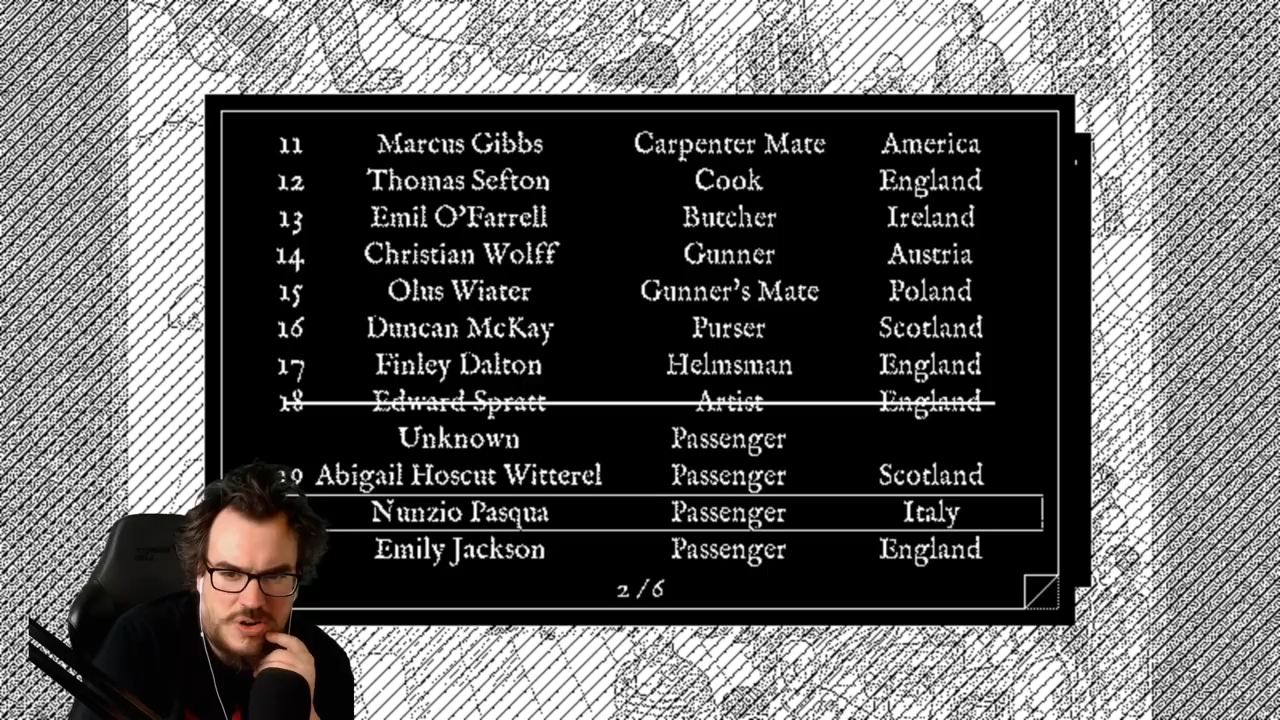 11 Marcus Gibbs Carpenter Mate America
12 Thomas Sefton Cook England
13 Emil O'Farrell Butcher Ireland
14 Christian Wolff Gunner Austria
15 Olus Wiater Gunner's Mate Poland
16 Duncan McKay Purser Scotland
17 Finley Dalton Helmsman England
18 Edward Spratt Artist England
Unknown Passenger
Abigail Hoscut Witterel Passenger Scotland
Nunzio Pasqua Passenger Italy
Emily Jackson Passenger England
2/6